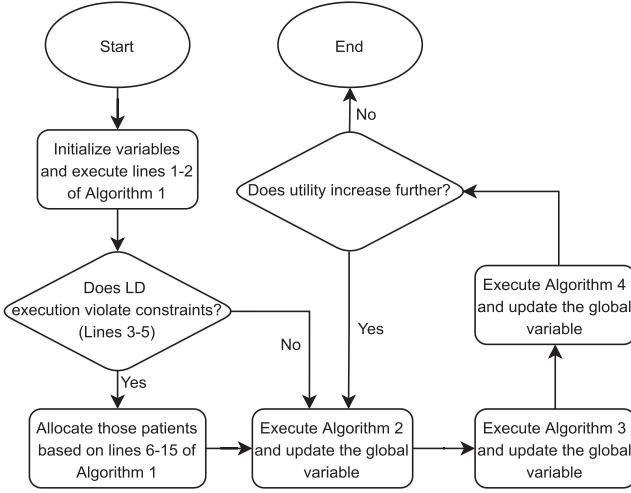 Start
End
Initialize variables
and execute lines 1-2
of Algorithm 1
No
Does utility increase further?
Does LD
execution violate constraints?
(Lines 3-5)
Execute Algorithm 4
and update the global
variable
No
Yes
Yes
Allocate those patients
based on lines 6-15 of
Algorithm 1
Execute Algorithm 2
and update the global
variable
Execute Algorithm 3
and update the global
variable